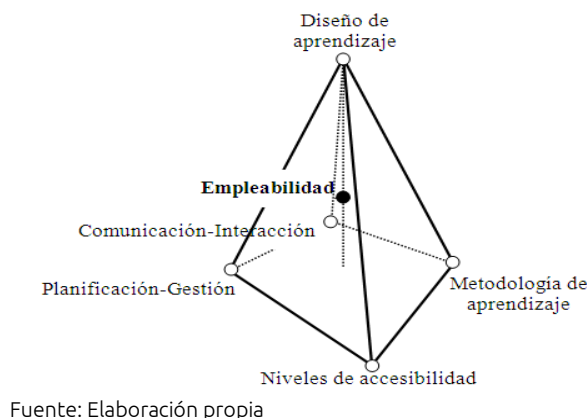 Diseño de
aprendizaje
Empleabilidad
Comunicación-Interacción
Planificación-Gestión
Metodología de
aprendizaje
Niveles de accesibilidad
Fuente: Elaboración propia